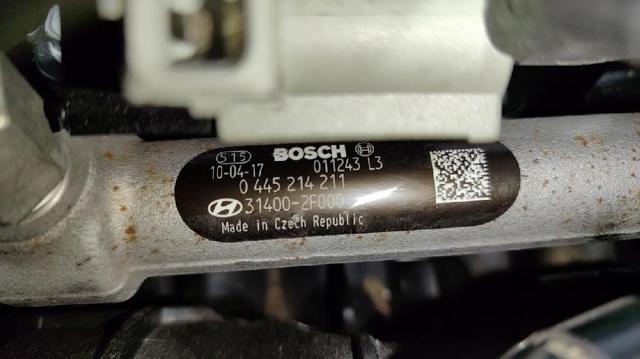 515 BOSCH
10-04-17 011243 L3
0 445 214 211
31400-2F000
Made in Czech Republic